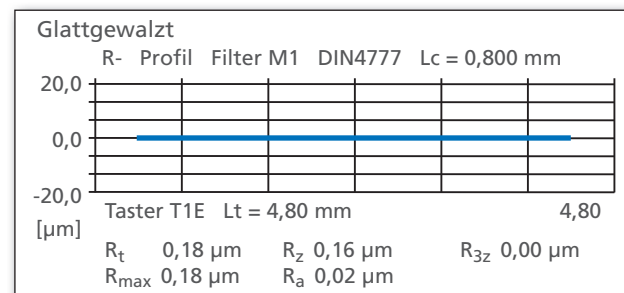 Glattgewalzt
R- Profil Filter M1 DIN4777 Lc = 0,800 mm
20,0
0,0
-20,0
[µm]
Taster T1E Lt = 4,80 mm 4,80
Rt 0,18 µm Rz 0,16 µm R3z 0,00 µm
Rmax 0,18 µm Ra 0,02 µm